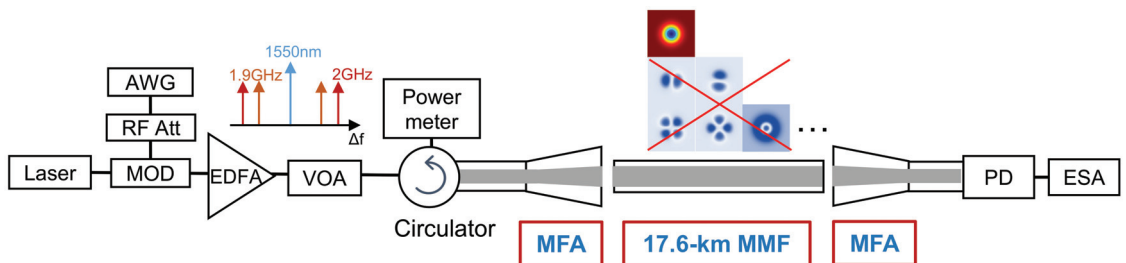 1550nm
1.9GHz
2GHz
Δf
AWG
RF Att
Laser
MOD
EDFA
VOA
Power
meter
Circulator
MFA
17.6-km MMF
MFA
...
PD
ESA